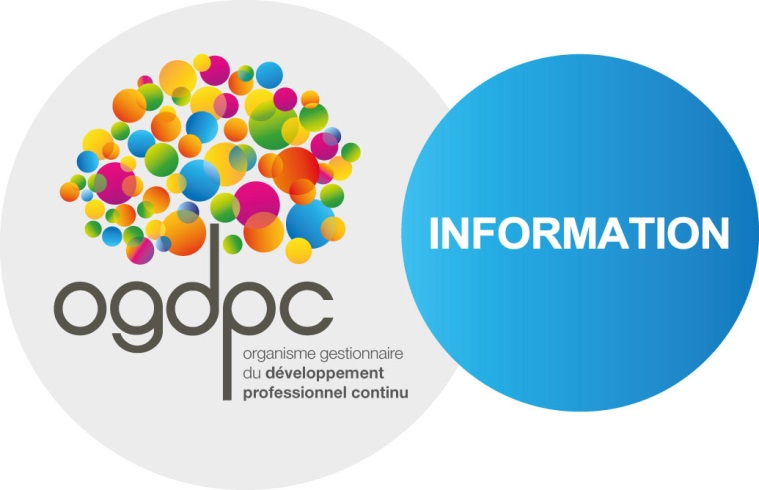 ogdpc
organisme gestionnaire
du développement
professionnel continu
INFORMATION